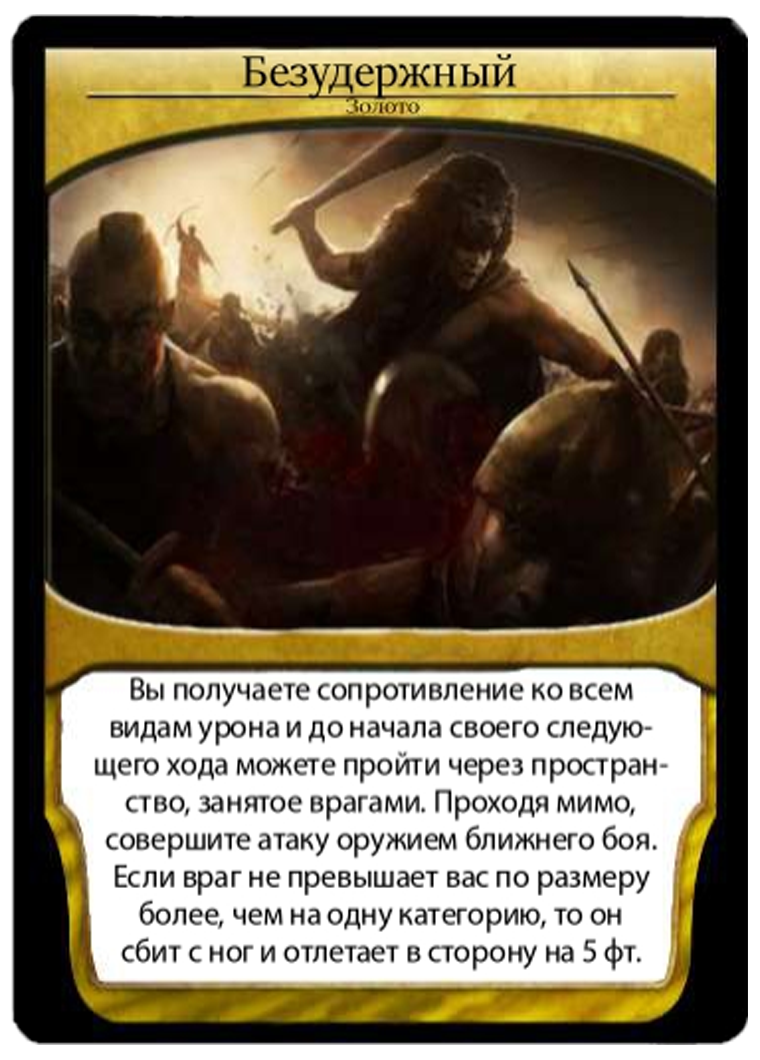 Безудержный
Золото
Вы получаете сопротивление ко всем
видам урона и до начала своего следую-
щего хода можете пройти через простран-
ство, занятое врагами. Проходя мимо,
совершите атаку оружием ближнего боя.
Если враг не превышает вас по размеру
более, чем на одну категорию, то он
сбит с ног и отлетает в сторону на 5 фт.